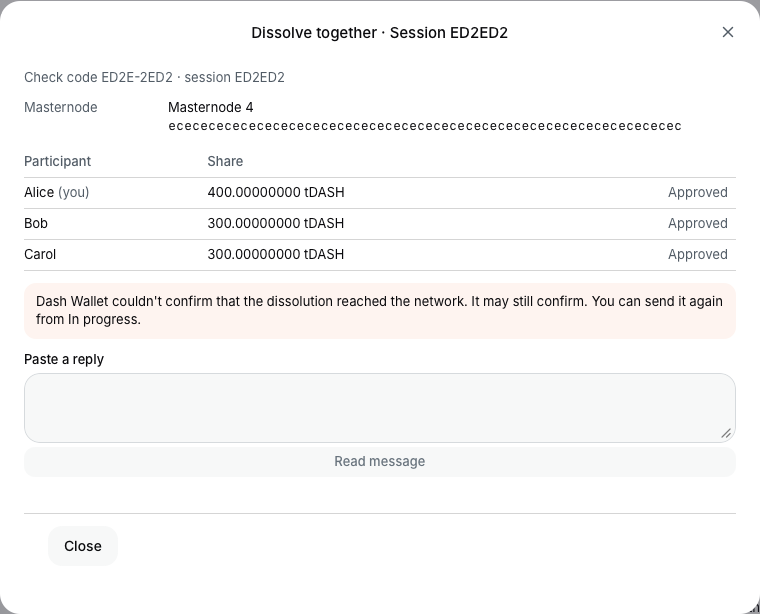 Dissolve together · Session ED2ED2
Check code ED2E-2ED2 · session ED2ED2
Masternode Masternode 4
ecececececececececececececececececececececececececececececececec
Participant Share
Alice (you) 400.00000000 tDASH Approved
Bob 300.00000000 tDASH Approved
Carol 300.00000000 tDASH Approved
Dash Wallet couldn't confirm that the dissolution reached the network. It may still confirm. You can send it again
from In progress.
Paste a reply
Read message
Close